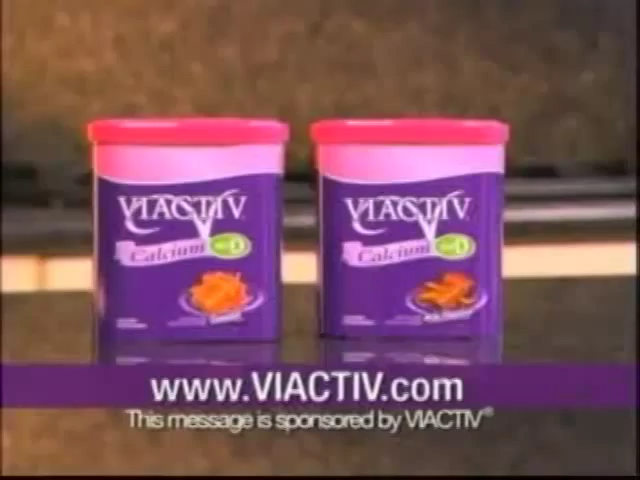 VIACTIV
Calcium
D
VIACTIV
Calcium
D
www.VIACTIV.com
This message is sponsored by VIACTIV®